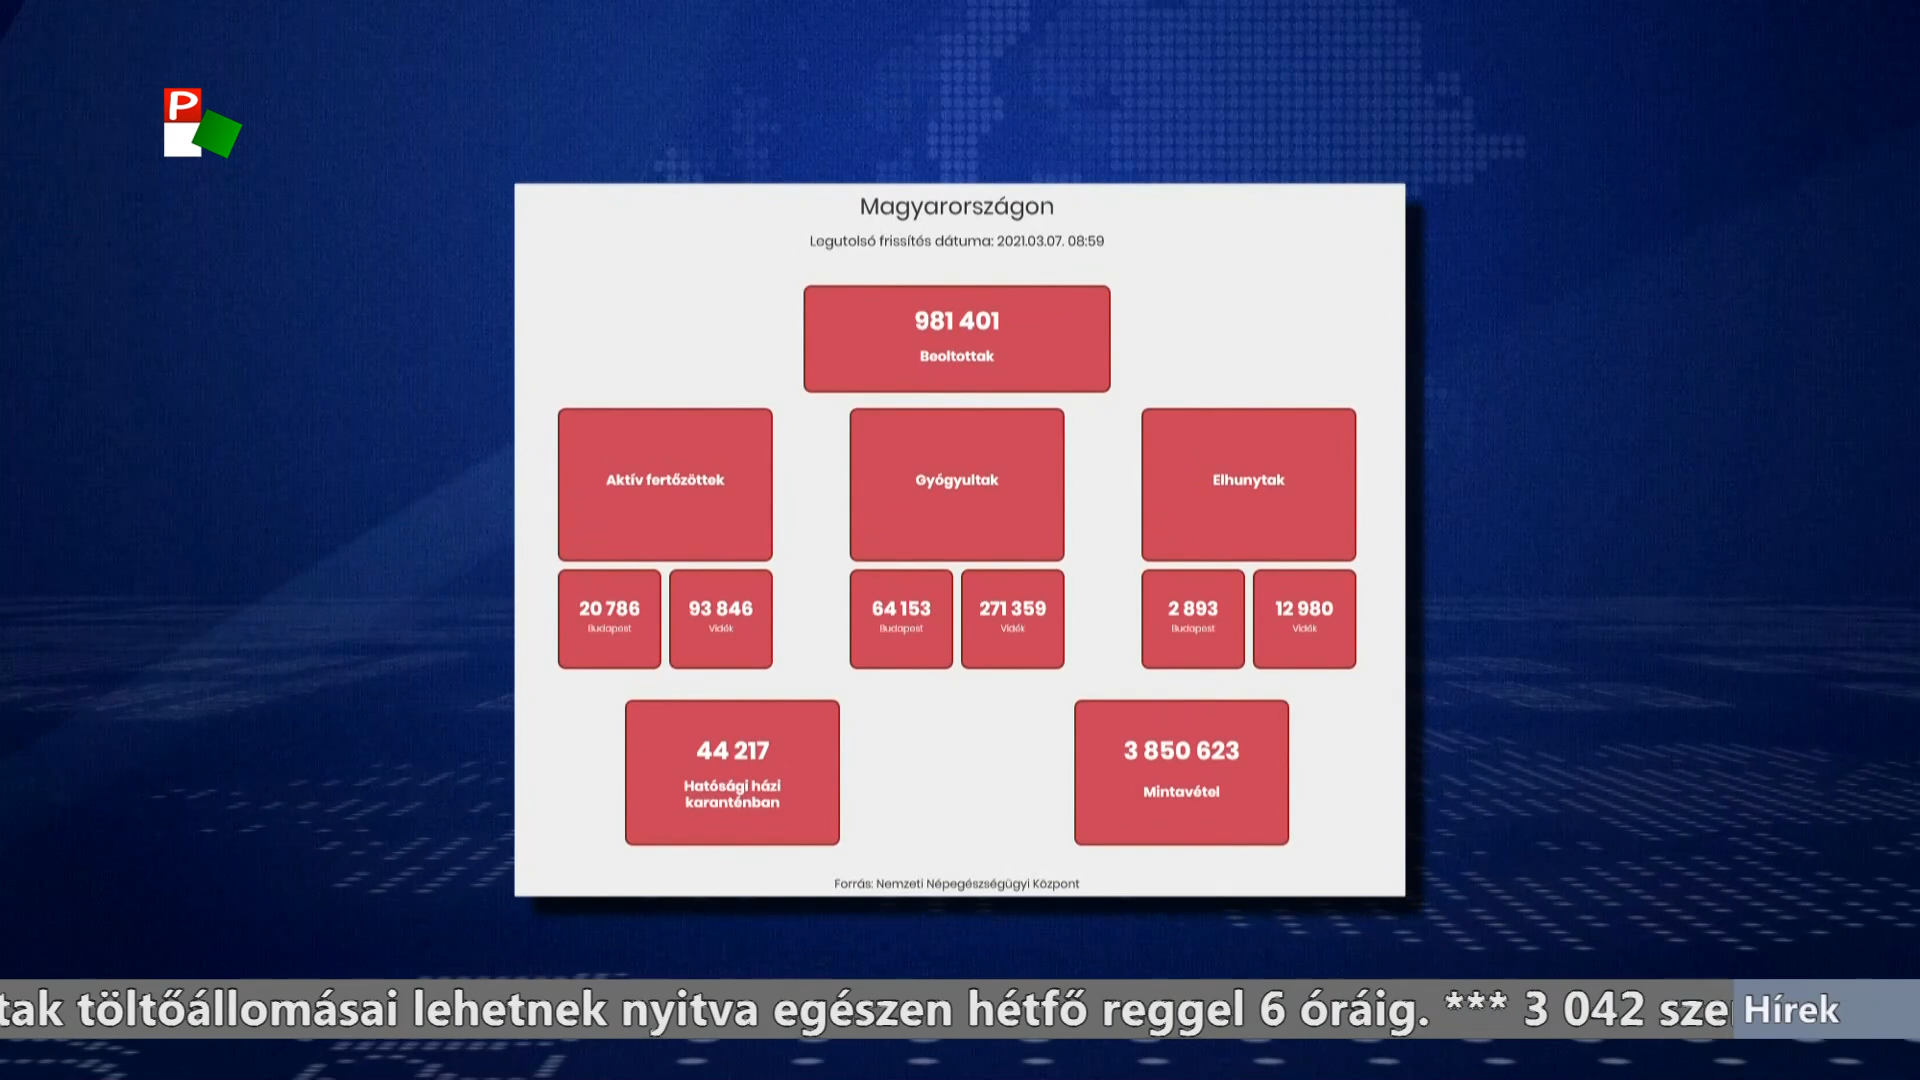 P
Magyarországon
Legutolsó frissítés dátuma: 2021.03.07. 08:59
981 401
Beoltottak
Aktív fertőzöttek
Gyógyultak
Elhunytak
20 786
93 846
64 153
271 359
2 893
12 980
Budapest
Vidék
Budapest
Vidék
Budapest
Vidék
44 217
3 850 623
Hatósági házi
karanténban
Mintavétel
Forrás: Nemzeti Népegészségügyi Központ
tak töltőállomásai lehetnek nyitva egészen hétfő reggel 6 óráig. *** 3 042 sze
Hírek